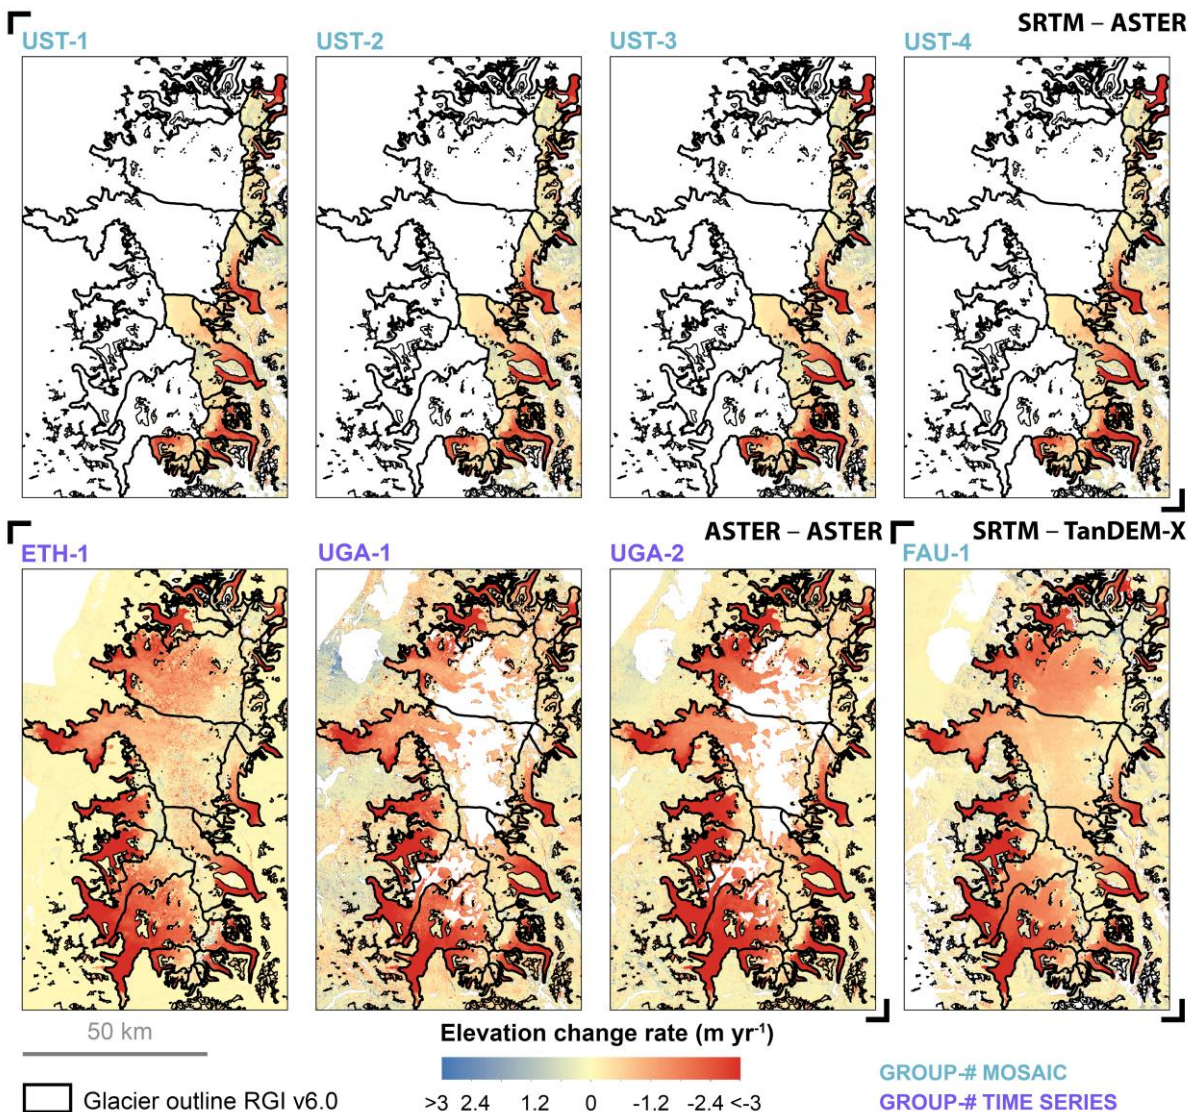 SRTM – ASTER
UST-1 UST-2 UST-3 UST-4
ASTER – ASTER SRTM – TanDEM-X
ETH-1 UGA-1 UGA-2 FAU-1
50 km
Elevation change rate (m yr⁻¹)
>3 2.4 1.2 0 -1.2 -2.4 <-3
Glacier outline RGI v6.0
GROUP-# MOSAIC
GROUP-# TIME SERIES